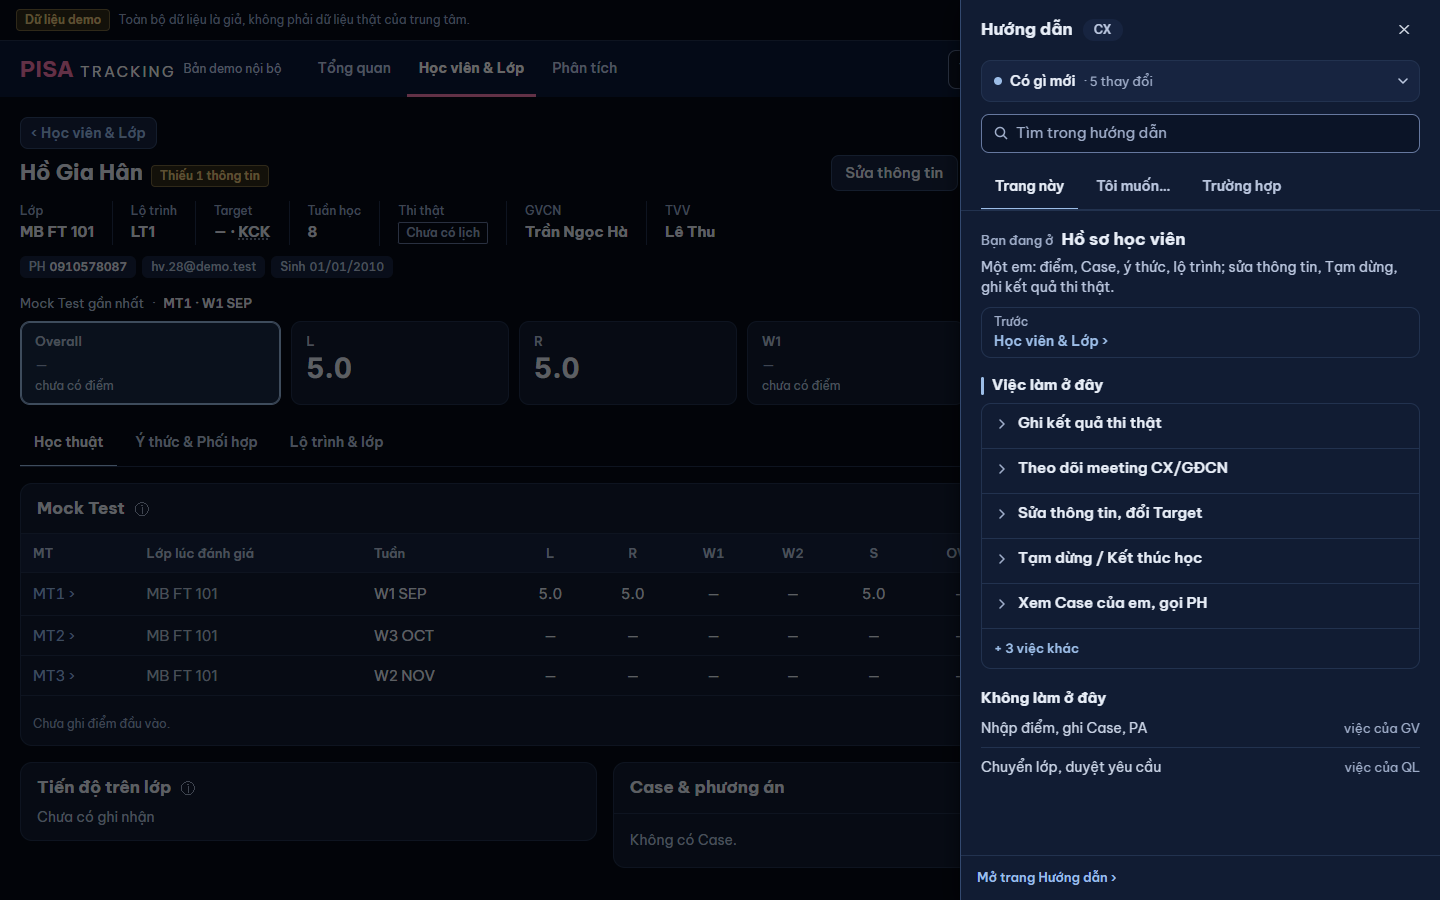 Dữ liệu demo Toàn bộ dữ liệu là giả, không phải dữ liệu thật của trung tâm.
PISA TRACKING Bản demo nội bộ Tổng quan Học viên & Lớp Phân tích
‹ Học viên & Lớp
Hồ Gia Hân Thiếu 1 thông tin Sửa thông tin
Lớp Lộ trình Target Tuần học Thi thật GVCN TVV
MB FT 101 LT1 — · KCK 8 Chưa có lịch Trần Ngọc Hà Lê Thu
PH 0910578087 hv.28@demo.test Sinh 01/01/2010
Mock Test gần nhất · MT1 · W1 SEP
Overall L R W1
— 5.0 5.0 —
chưa có điểm chưa có điểm
Học thuật Ý thức & Phối hợp Lộ trình & lớp
Mock Test
MT Lớp lúc đánh giá Tuần L R W1 W2 S
MT1 › MB FT 101 W1 SEP 5.0 5.0 — — 5.0 –
MT2 › MB FT 101 W3 OCT — — — — — –
MT3 › MB FT 101 W2 NOV — — — — — –
Chưa ghi điểm đầu vào.
Tiến độ trên lớp
Chưa có ghi nhận
Case & phương án
Không có Case.
Hướng dẫn CX
Có gì mới · 5 thay đổi
Tìm trong hướng dẫn
Trang này Tôi muốn... Trường hợp
Bạn đang ở Hồ sơ học viên
Một em: điểm, Case, ý thức, lộ trình; sửa thông tin, Tạm dừng,
ghi kết quả thi thật.
Trước
Học viên & Lớp ›
Việc làm ở đây
Ghi kết quả thi thật
Theo dõi meeting CX/GĐCN
Sửa thông tin, đổi Target
Tạm dừng / Kết thúc học
Xem Case của em, gọi PH
+ 3 việc khác
Không làm ở đây
Nhập điểm, ghi Case, PA việc của GV
Chuyển lớp, duyệt yêu cầu việc của QL
Mở trang Hướng dẫn ›